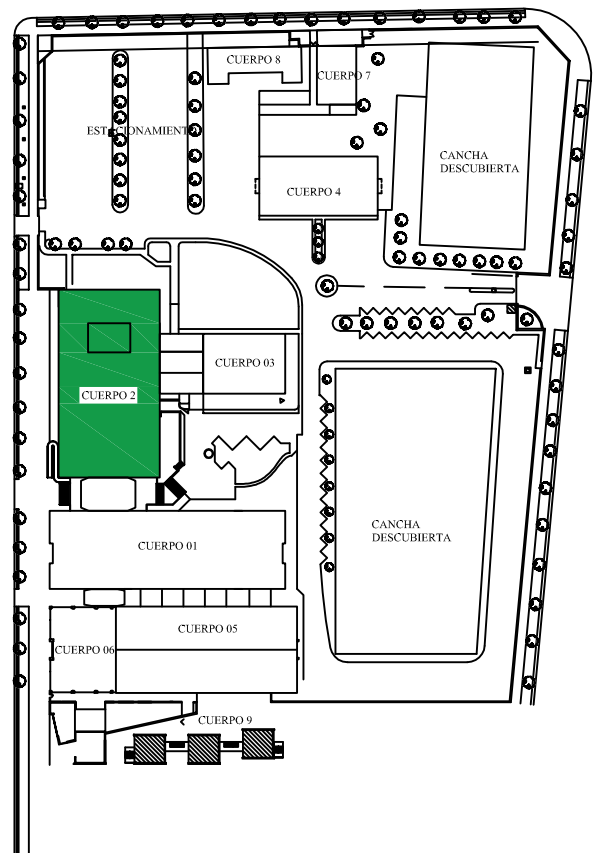 CUERPO 8
CUERPO 7
ESTACIONAMIENTO
CANCHA
DESCUBIERTA
CUERPO 4
CUERPO 03
CUERPO 2
CANCHA
DESCUBIERTA
CUERPO 01
CUERPO 05
CUERPO 06
CUERPO 9